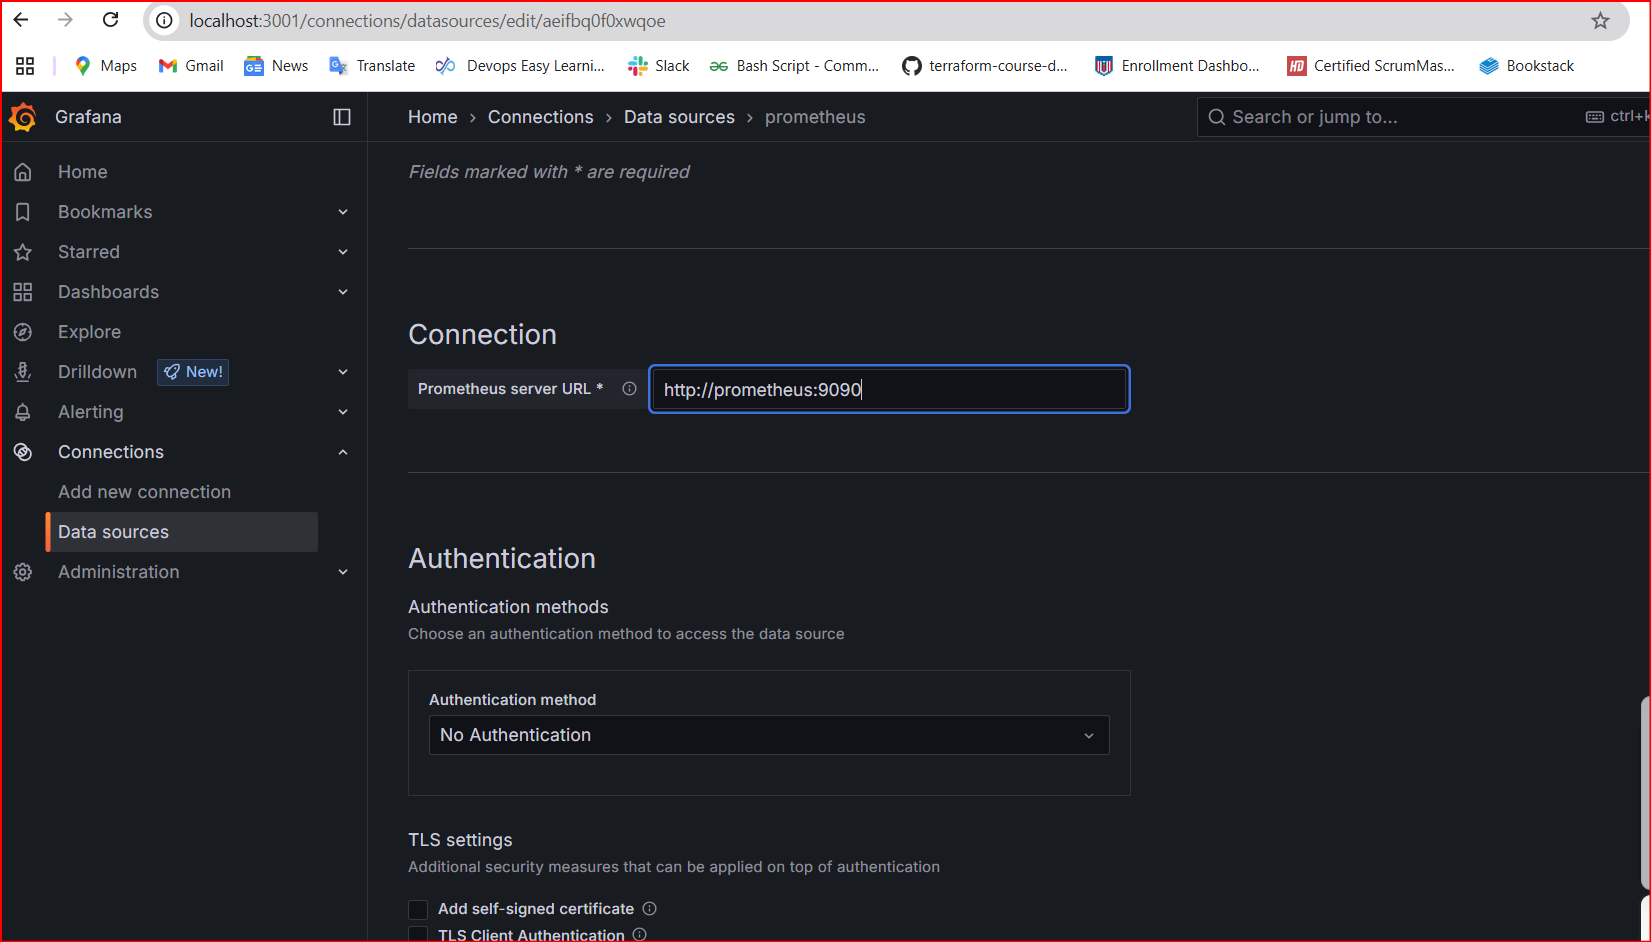 localhost:3001/connections/datasources/edit/aeifbq0f0xwqoe
Maps Gmail News Translate Devops Easy Learni... Slack Bash Script - Comm... terraform-course-d... Enrollment Dashbo... Certified ScrumMas... Bookstack
Grafana
Home › Connections › Data sources › prometheus
Search or jump to... ctrl+k
Home
Bookmarks
Starred
Dashboards
Explore
Drilldown New!
Alerting
Connections
Add new connection
Data sources
Administration
Fields marked with * are required
Connection
Prometheus server URL * http://prometheus:9090
Authentication
Authentication methods
Choose an authentication method to access the data source
Authentication method
No Authentication
TLS settings
Additional security measures that can be applied on top of authentication
Add self-signed certificate
TLS Client Authentication